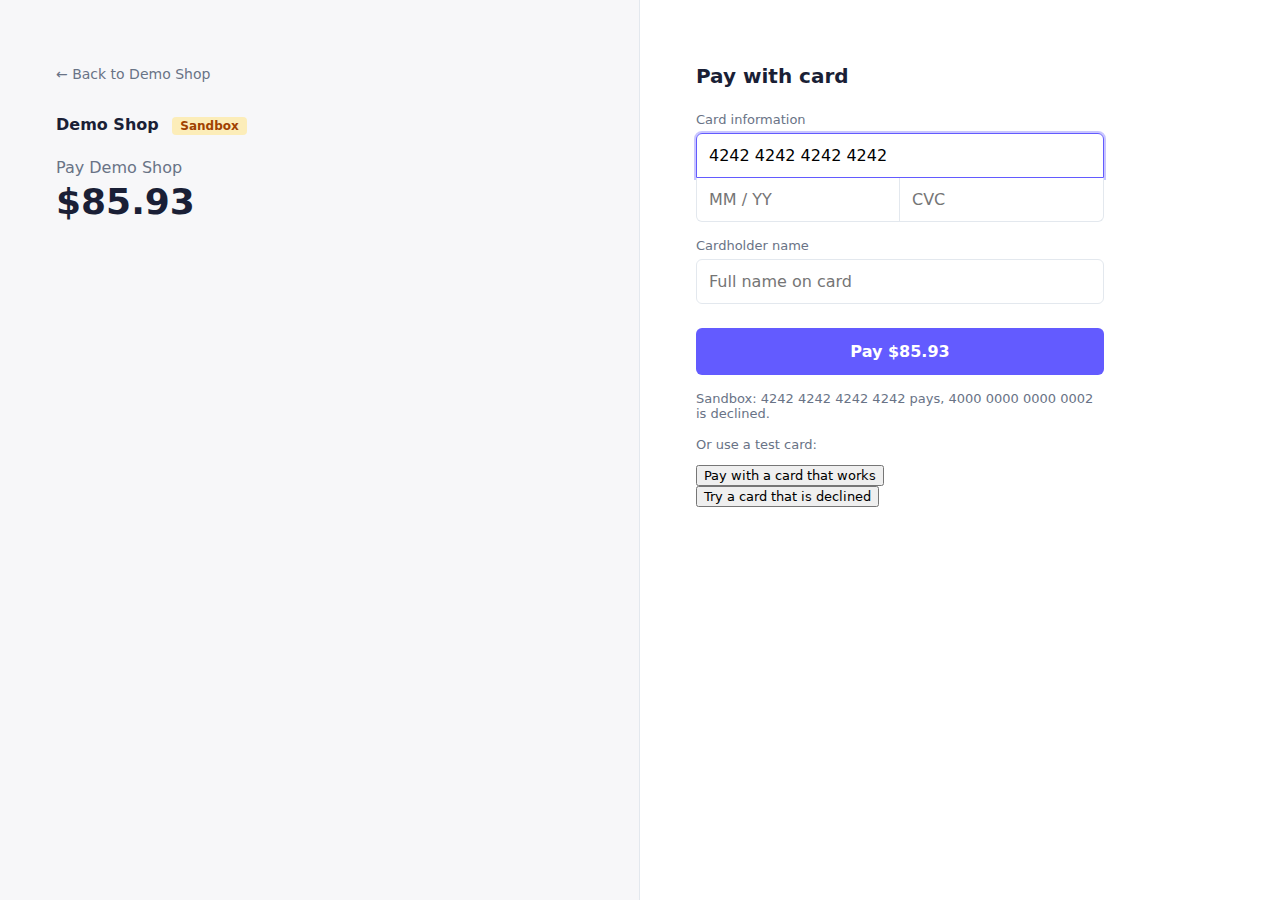 ← Back to Demo Shop
Demo Shop Sandbox
Pay Demo Shop
$85.93
Pay with card
Card information
4242 4242 4242 4242
MM / YY CVC
Cardholder name
Full name on card
Pay $85.93
Sandbox: 4242 4242 4242 4242 pays, 4000 0000 0000 0002
is declined.
Or use a test card:
Pay with a card that works
Try a card that is declined